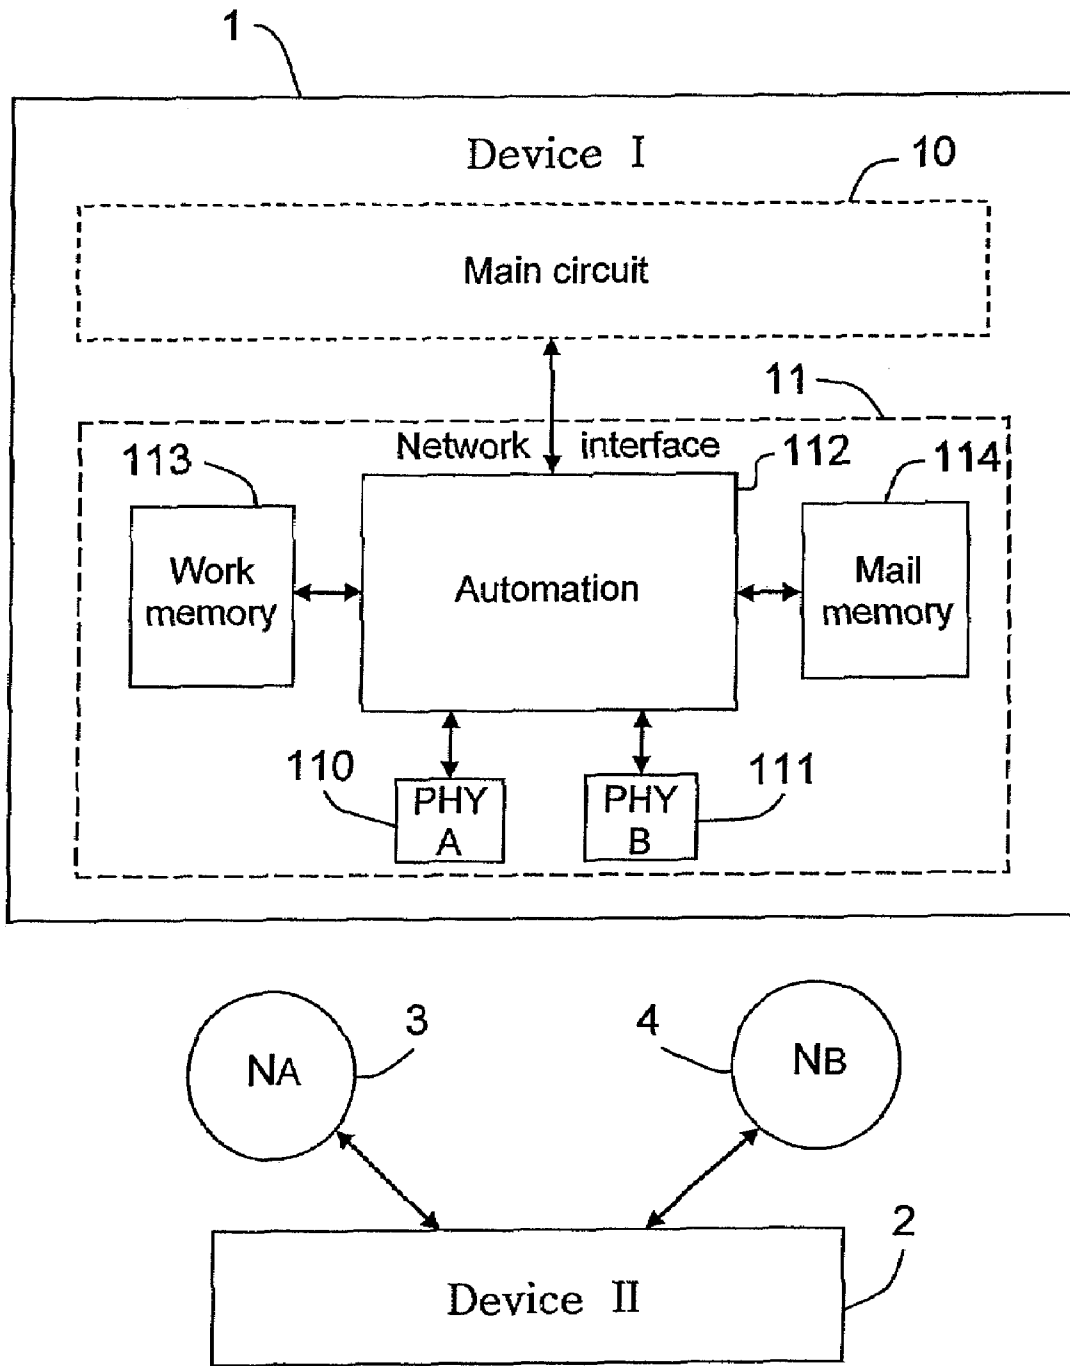 1
Device I
10
Main circuit
11
Network interface
113
112
114
Work
memory
Automation
Mail
memory
110
PHY
A
PHY
B
111
NA
3
4
NB
2
Device II